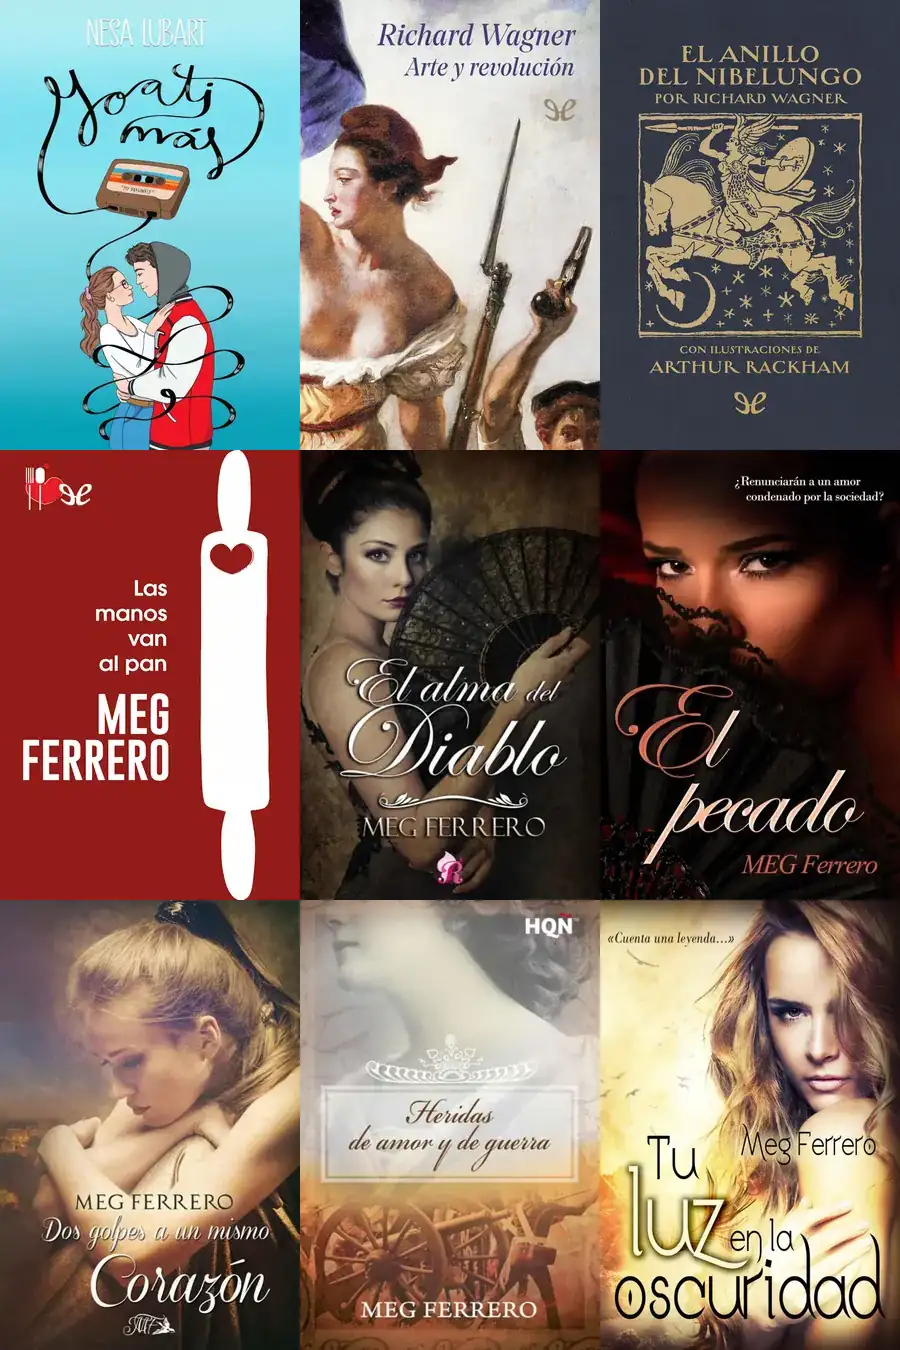 NESA LUBART
Yo a ti
más
Richard Wagner
Arte y revolución
EL ANILLO
DEL NIBELUNGO
POR RICHARD WAGNER
CON ILUSTRACIONES DE
ARTHUR RACKHAM
Las
manos
van
al pan
MEG
FERRERO
El alma del
Diablo
MEG FERRERO
R
¿Renunciarán a un amor
condenado por la sociedad?
El
pecado
MEG Ferrero
MEG FERRERO
Dos golpes a un mismo
Corazón
HQN
Heridas
de amor y de guerra
MEG FERRERO
«Cuenta una leyenda...»
Meg Ferrero
Tu
luz
en la
oscuridad